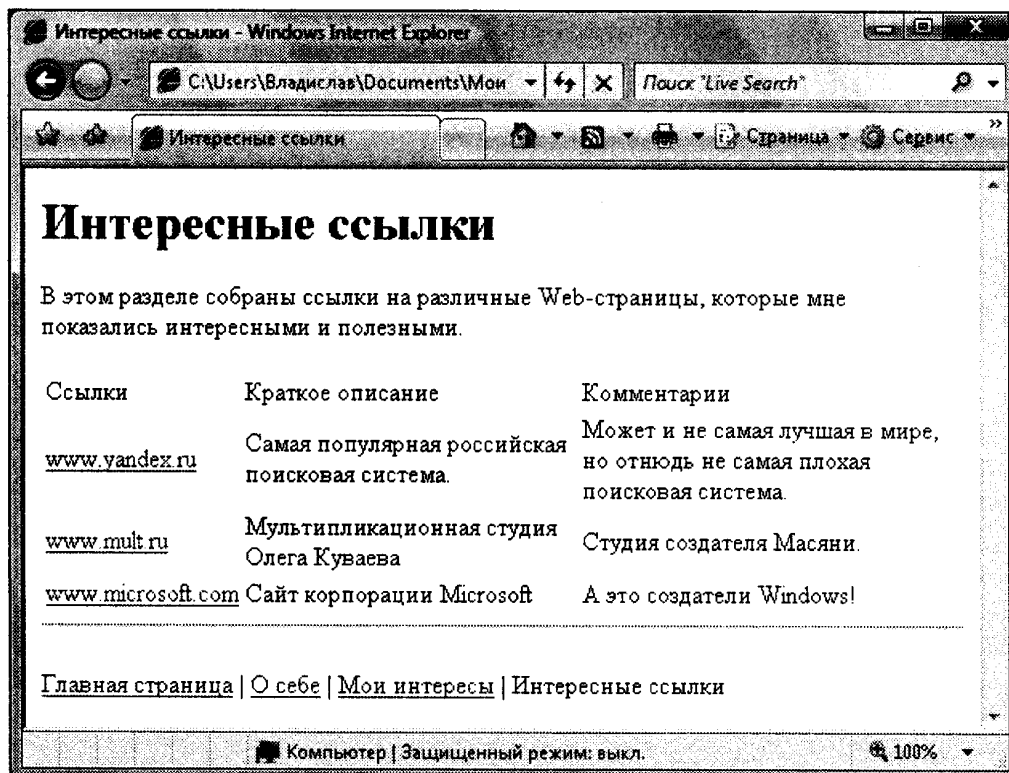 Интересные ссылки - Windows Internet Explorer
C:\Users\Владислав\Documents\Мои
Поиск "Live Search"
Интересные ссылки
Страница
Сервис
»
Интересные ссылки
В этом разделе собраны ссылки на различные Web-страницы, которые мне
показались интересными и полезными.
Ссылки Краткое описание Комментарии
www.yandex.ru
Самая популярная российская
поисковая система.
Может и не самая лучшая в мире,
но отнюдь не самая плохая
поисковая система.
www.mult.ru
Мультипликационная студия
Олега Куваева
Студия создателя Масяни.
www.microsoft.com Сайт корпорации Microsoft А это создатели Windows!
Главная страница | О себе | Мои интересы | Интересные ссылки
Компьютер | Защищенный режим: выкл.
100%